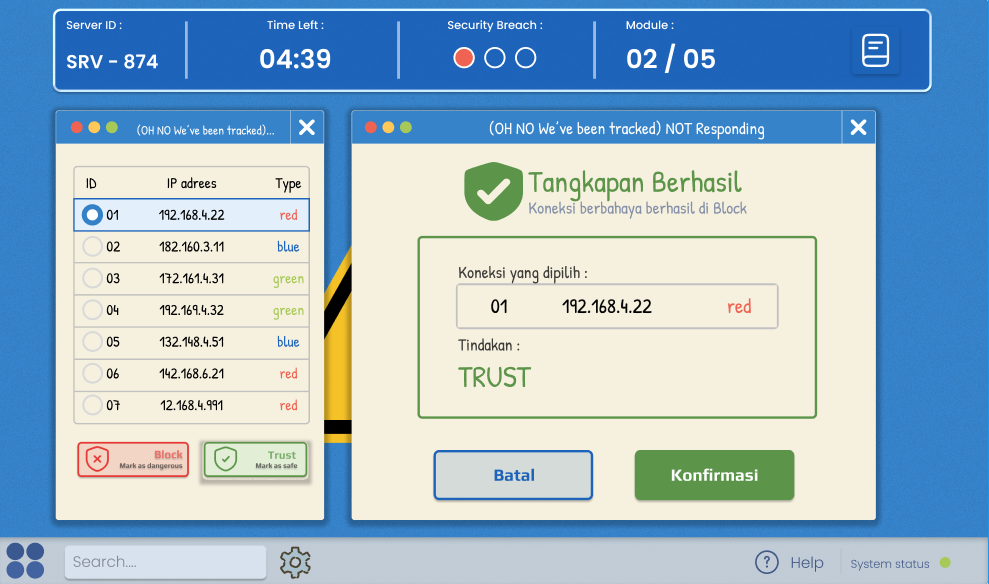 Server ID :
SRV - 874
Time Left :
04:39
Security Breach :
Module :
02 / 05
(OH NO We've been tracked)...
ID IP adrees Type
01 192.168.4.22 red
02 182.160.3.11 blue
03 172.161.4.31 green
04 192.169.4.32 green
05 132.148.4.51 blue
06 142.168.6.21 red
07 12.168.4.991 red
Block
Mark as dangerous
Trust
Mark as safe
(OH NO We've been tracked) NOT Responding
Tangkapan Berhasil
Koneksi berbahaya berhasil di Block
Koneksi yang dipilih :
01 192.168.4.22 red
Tindakan :
TRUST
Batal
Konfirmasi
Search....
? Help
System status